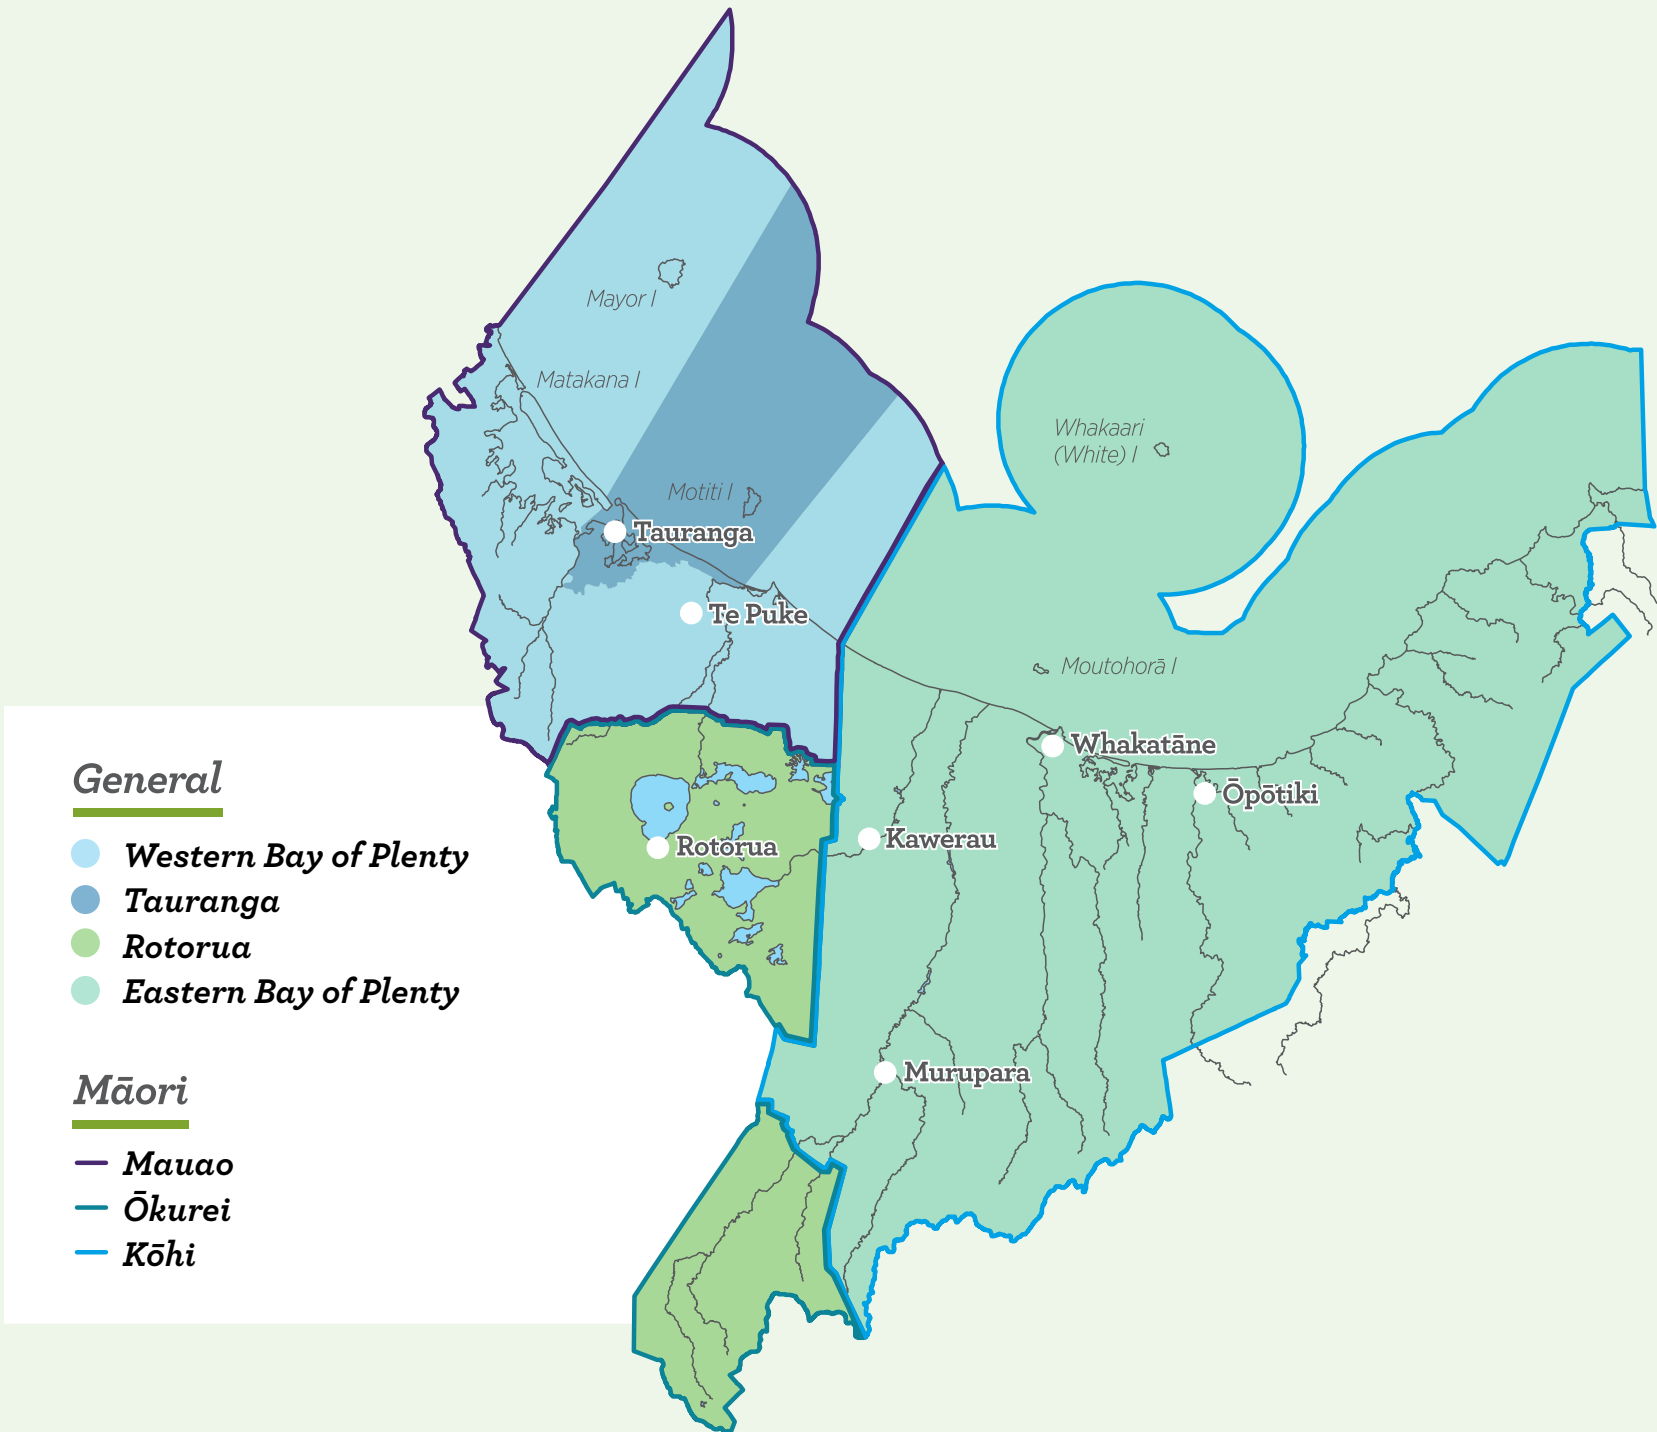 Mayor I
Matakana I
Whakaari
(White) I
Motiti I
Tauranga
Te Puke
Moutohorā I
Whakatāne
Ōpōtiki
Kawerau
Rotorua
Murupara
General
Western Bay of Plenty
Tauranga
Rotorua
Eastern Bay of Plenty
Māori
Mauao
Ōkurei
Kōhi